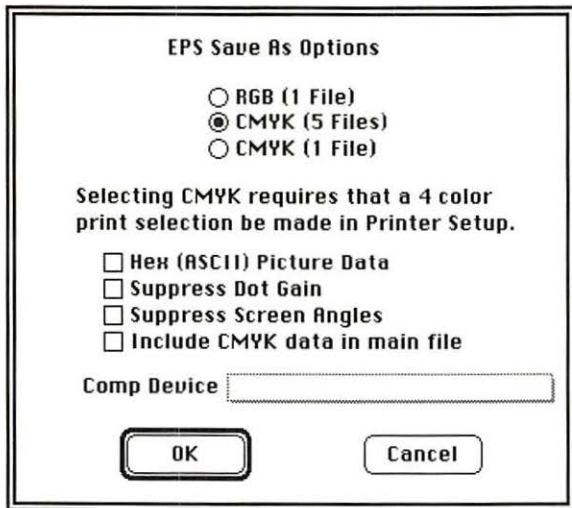 EPS Save As Options
RGB (1 File)
CMYK (5 Files)
CMYK (1 File)
Selecting CMYK requires that a 4 color
print selection be made in Printer Setup.
Hex (ASCII) Picture Data
Suppress Dot Gain
Suppress Screen Angles
Include CMYK data in main file
Comp Device
OK
Cancel